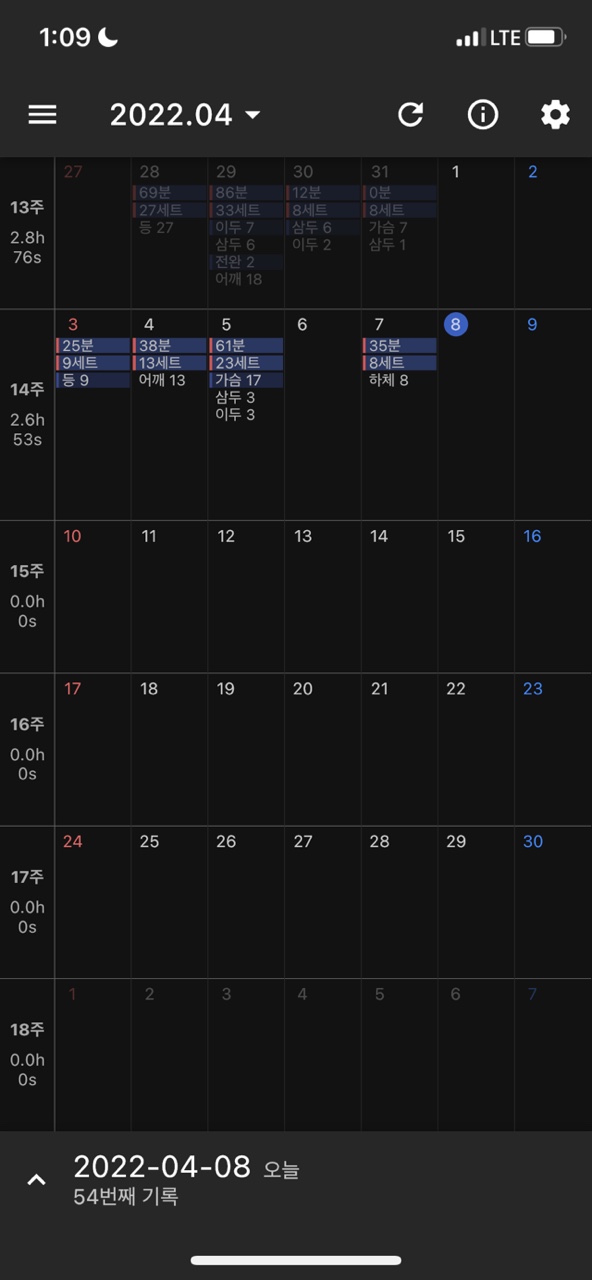 1:09 LTE
2022.04
13주
2.8h
76s
27 28 29 30 31 1 2
69분 86분 12분 0분
27세트 33세트 8세트 8세트
등 27 이두 7 삼두 6 가슴 7
삼두 6 이두 2 삼두 1
전완 2
어깨 18
14주
2.6h
53s
3 4 5 6 7 8 9
25분 38분 61분 35분
9세트 13세트 23세트 8세트
등 9 어깨 13 가슴 17 하체 8
삼두 3
이두 3
15주
0.0h
0s
10 11 12 13 14 15 16
16주
0.0h
0s
17 18 19 20 21 22 23
17주
0.0h
0s
24 25 26 27 28 29 30
18주
0.0h
0s
1 2 3 4 5 6 7
2022-04-08 오늘
54번째 기록